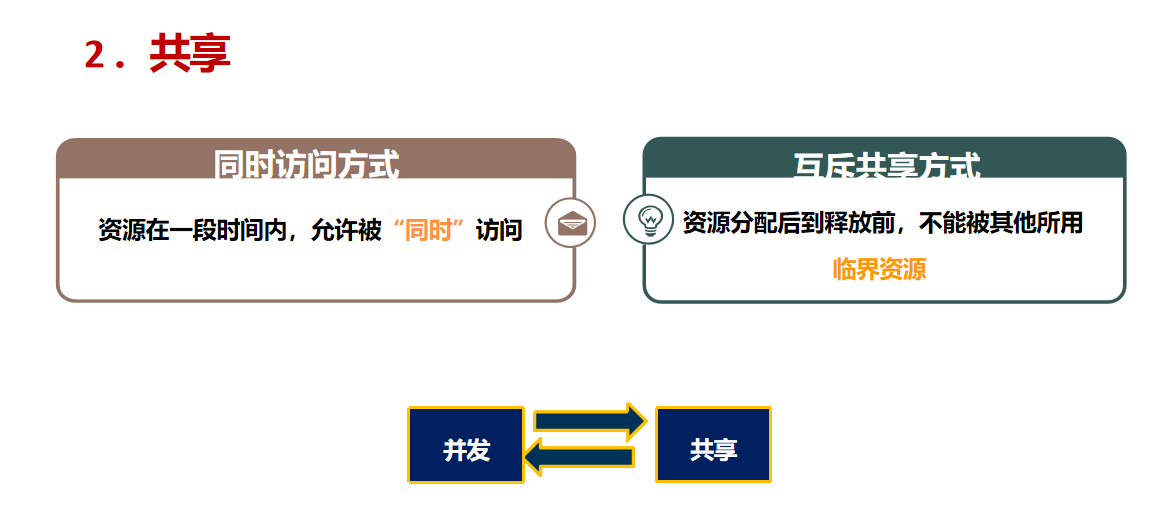 2．共享
同时访问方式
资源在一段时间内，允许被“同时”访问
互斥共享方式
资源分配后到释放前，不能被其他所用
临界资源
并发
共享